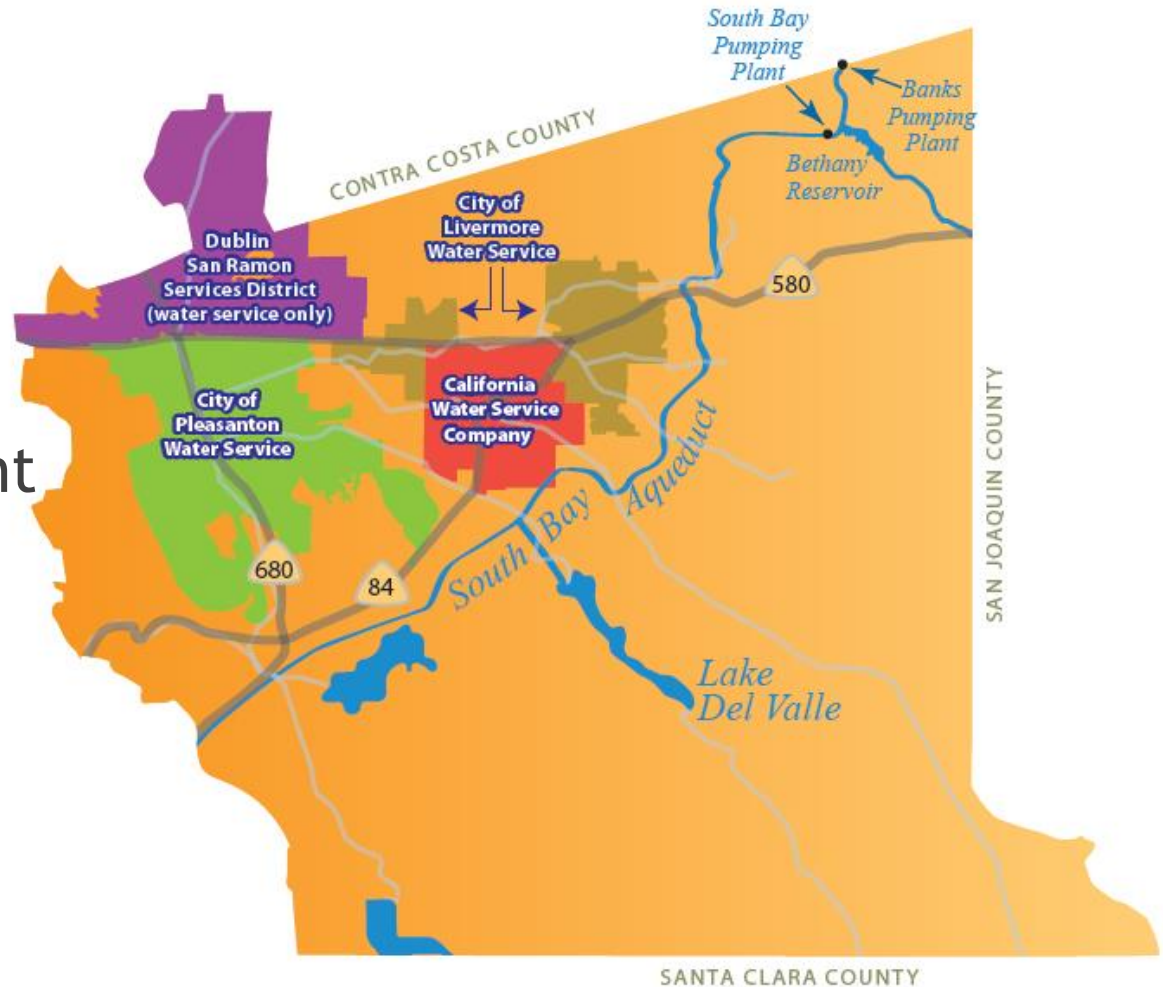 South Bay
Pumping
Plant
Banks
Pumping
Plant
Bethany
Reservoir
CONTRA COSTA COUNTY
City of
Livermore
Water Service
Dublin
San Ramon
Services District
(water service only)
580
California
Water Service
Company
City of
Pleasanton
Water Service
South Bay Aqueduct
SAN JOAQUIN COUNTY
680
84
Lake
Del Valle
SANTA CLARA COUNTY